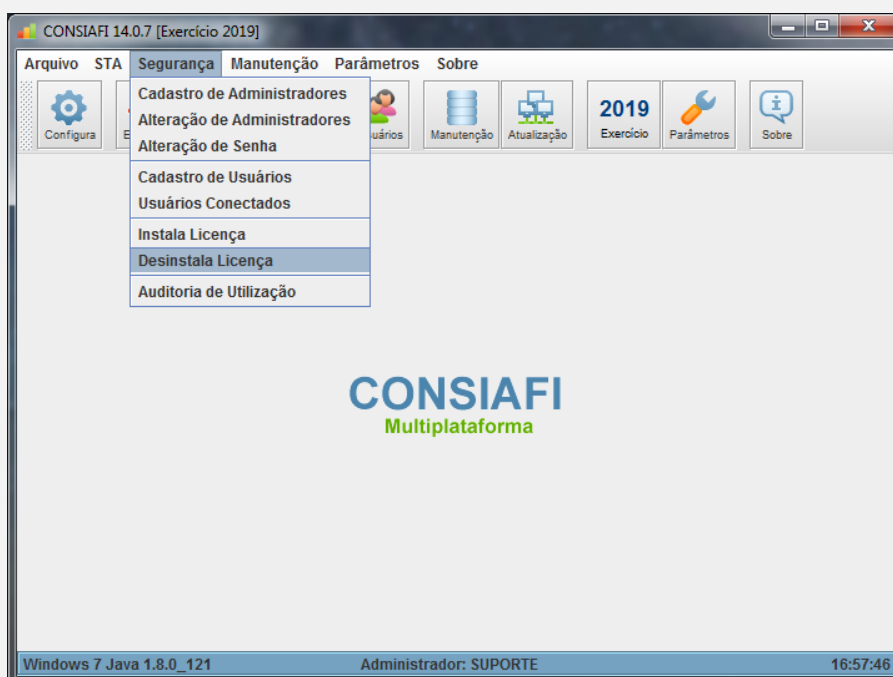 CONSIAFI 14.0.7 [Exercício 2019]
Arquivo STA Segurança Manutenção Parâmetros Sobre
Cadastro de Administradores
Alteração de Administradores
Alteração de Senha
Cadastro de Usuários
Usuários Conectados
Instala Licença
Desinstala Licença
Auditoria de Utilização
Configura
Manutenção
Atualização
2019
Exercício
Parâmetros
Sobre
CONSIAFI
Multiplataforma
Windows 7 Java 1.8.0_121 Administrador: SUPORTE 16:57:46